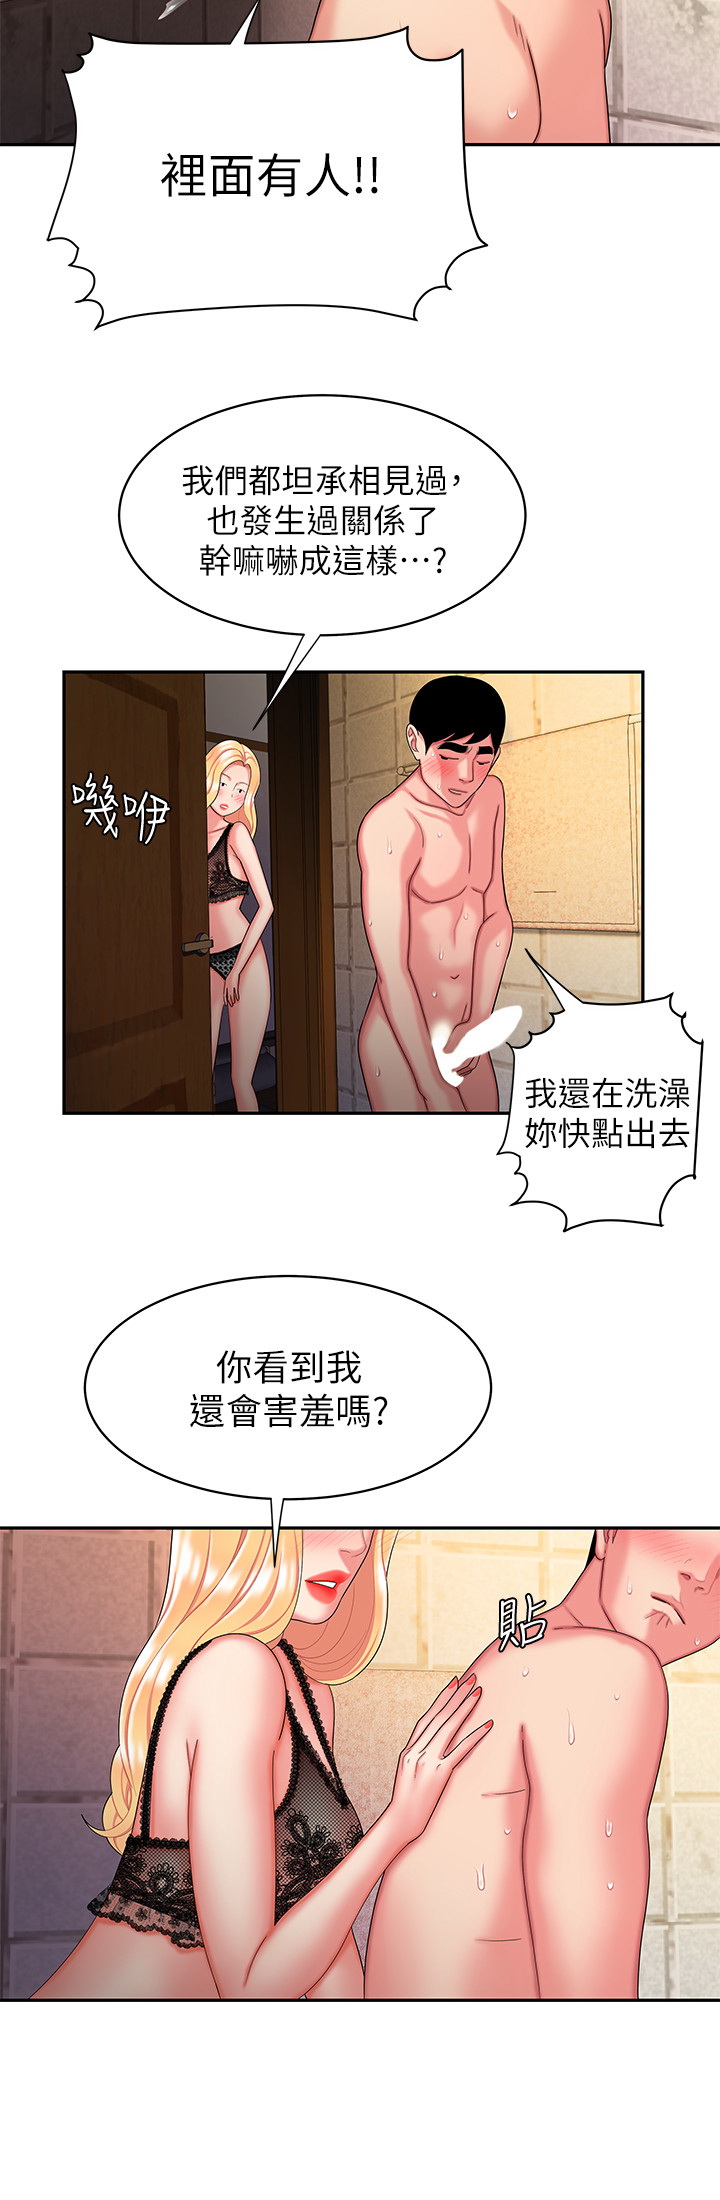 裡面有人!!
我們都坦承相見過，
也發生過關係了
幹嘛嚇成這樣…?
嘰咿
我還在洗澡
妳快點出去
你看到我
還會害羞嗎?
貼